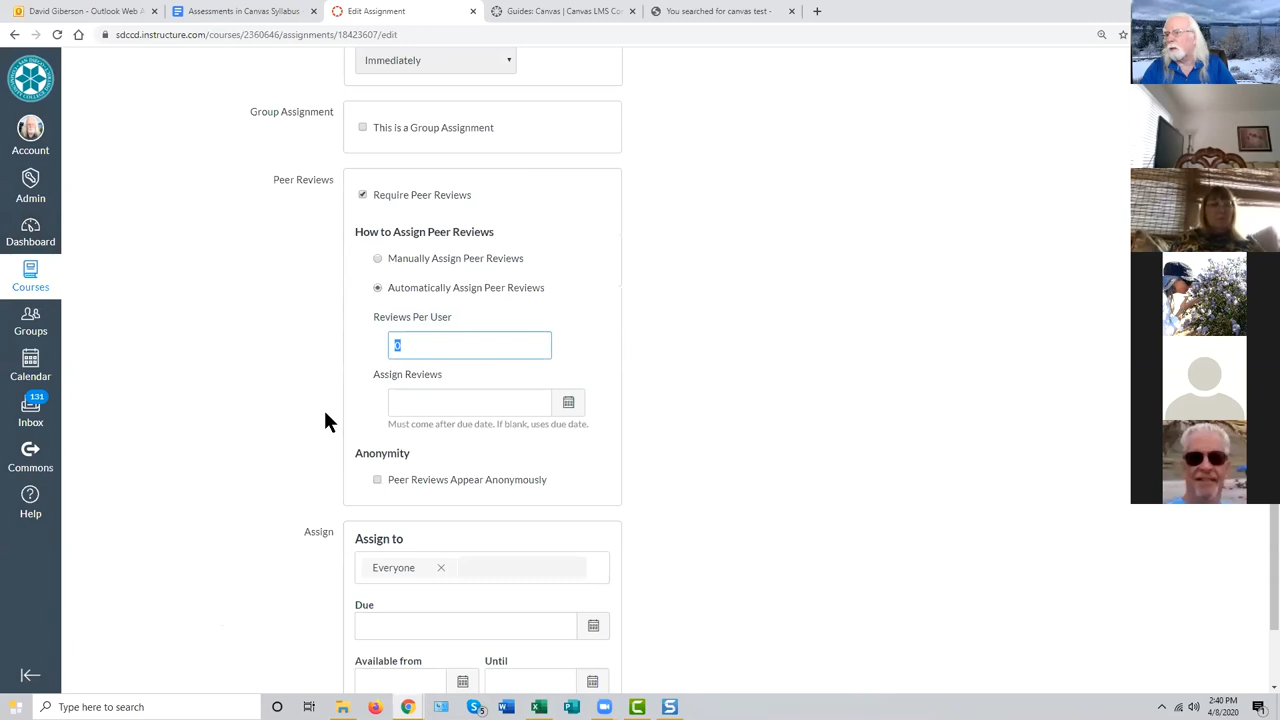 David Giberson - Outlook Web A
Assessments in Canvas Syllabus
Edit Assignment
Guides: Canvas | Canvas LMS Co
You searched for canvas test -
sdccd.instructure.com/courses/2360646/assignments/18423607/edit
Immediately
Group Assignment
This is a Group Assignment
Peer Reviews
Require Peer Reviews
How to Assign Peer Reviews
Manually Assign Peer Reviews
Automatically Assign Peer Reviews
Reviews Per User
0
Assign Reviews
Must come after due date. If blank, uses due date.
Anonymity
Peer Reviews Appear Anonymously
Assign
Assign to
Everyone
Due
Available from
Until
Account
Admin
Dashboard
Courses
Groups
Calendar
131
Inbox
Commons
Help
Type here to search
5
2:40 PM
4/8/2020
1